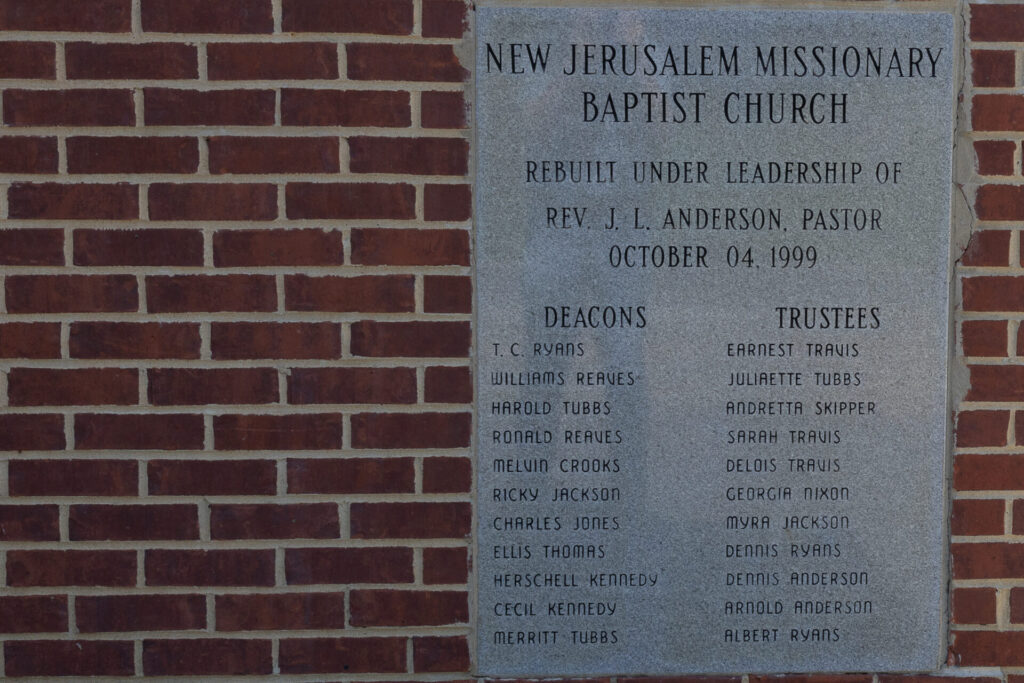 NEW JERUSALEM MISSIONARY
BAPTIST CHURCH
REBUILT UNDER LEADERSHIP OF
REV. J. L. ANDERSON, PASTOR
OCTOBER 04, 1999
DEACONS
T. C. RYANS
WILLIAMS REAVES
HAROLD TUBBS
RONALD REAVES
MELVIN CROOKS
RICKY JACKSON
CHARLES JONES
ELLIS THOMAS
HERSCHELL KENNEDY
CECIL KENNEDY
MERRITT TUBBS
TRUSTEES
EARNEST TRAVIS
JULIAETTE TUBBS
ANDRETTA SKIPPER
SARAH TRAVIS
DELOIS TRAVIS
GEORGIA NIXON
MYRA JACKSON
DENNIS RYANS
DENNIS ANDERSON
ARNOLD ANDERSON
ALBERT RYANS